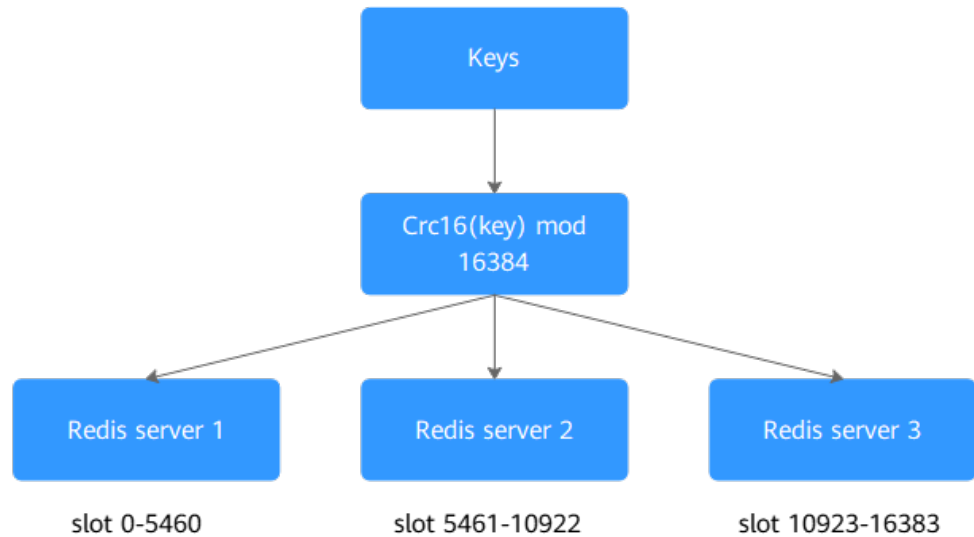 Keys
Crc16(key) mod
16384
Redis server 1
Redis server 2
Redis server 3
slot 0-5460
slot 5461-10922
slot 10923-16383